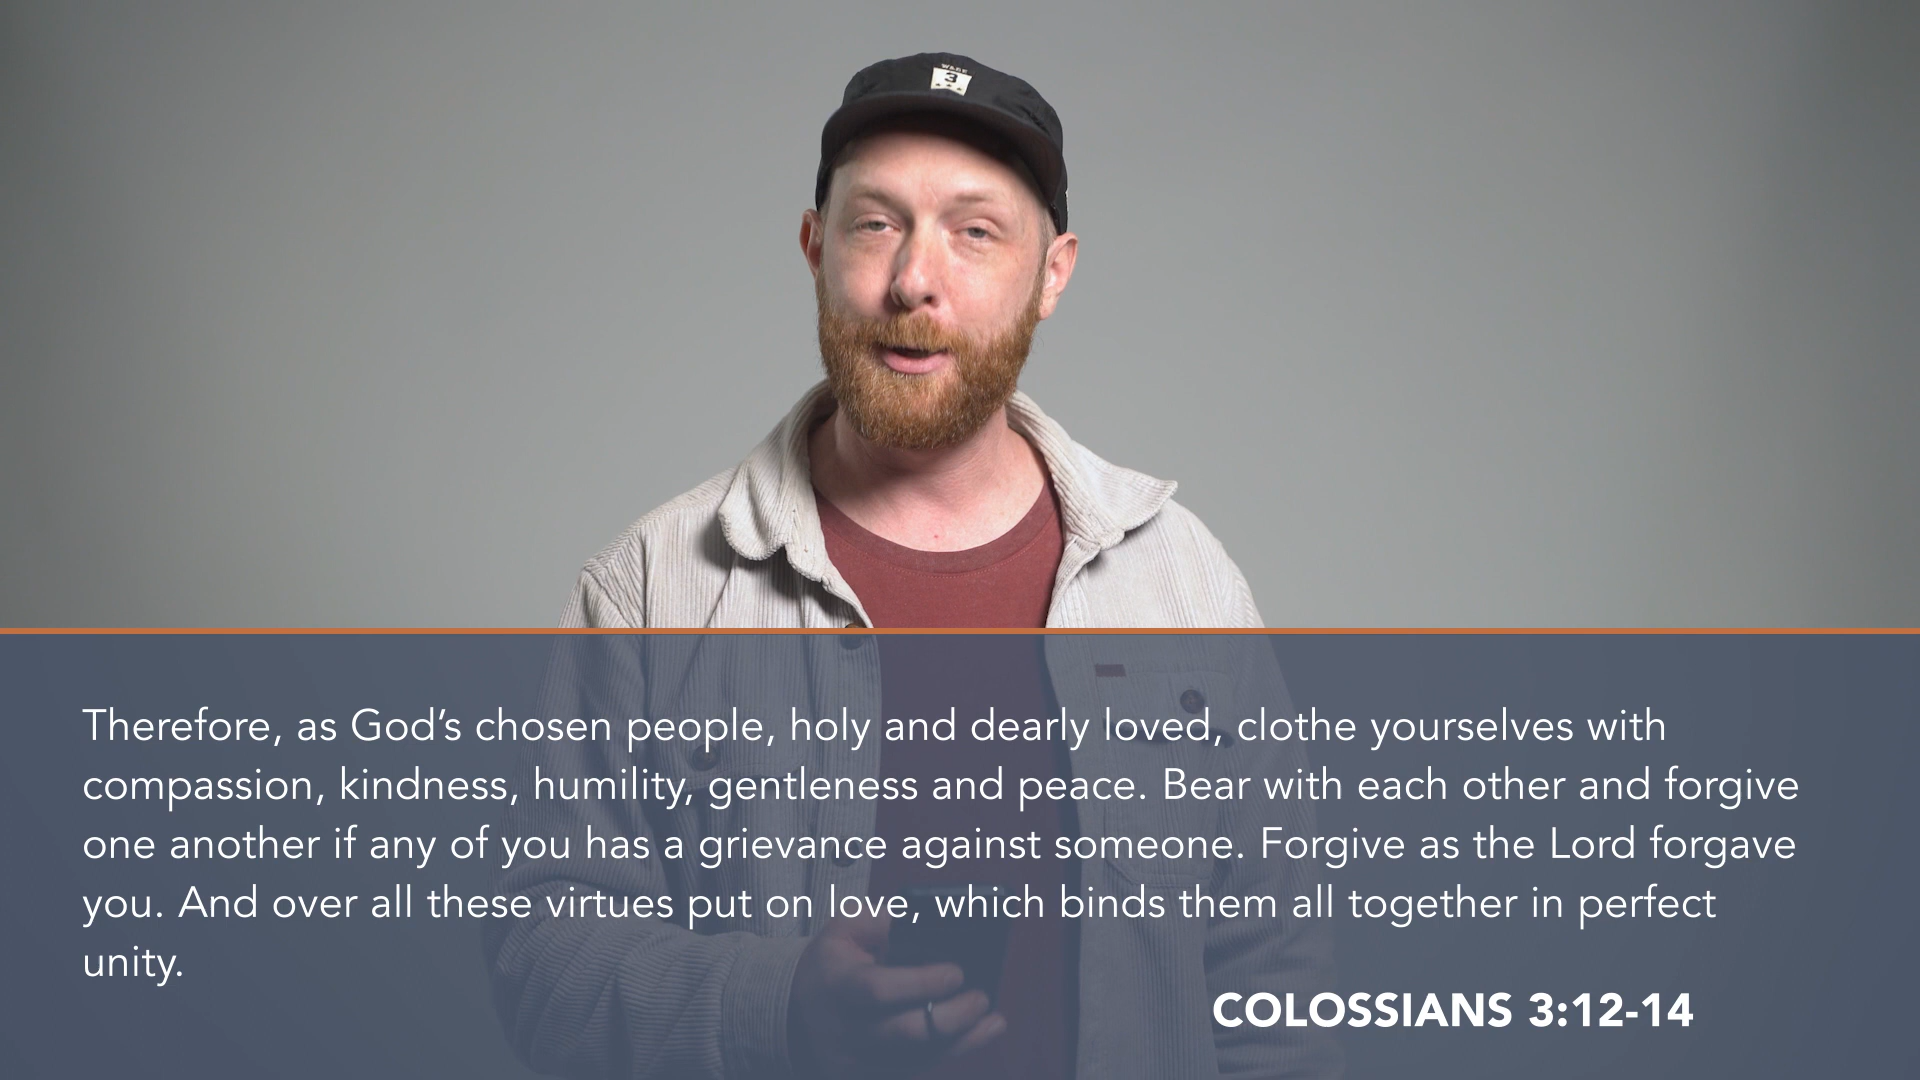 WARE
3
Therefore, as God’s chosen people, holy and dearly loved, clothe yourselves with
compassion, kindness, humility, gentleness and peace. Bear with each other and forgive
one another if any of you has a grievance against someone. Forgive as the Lord forgave
you. And over all these virtues put on love, which binds them all together in perfect
unity.
COLOSSIANS 3:12-14